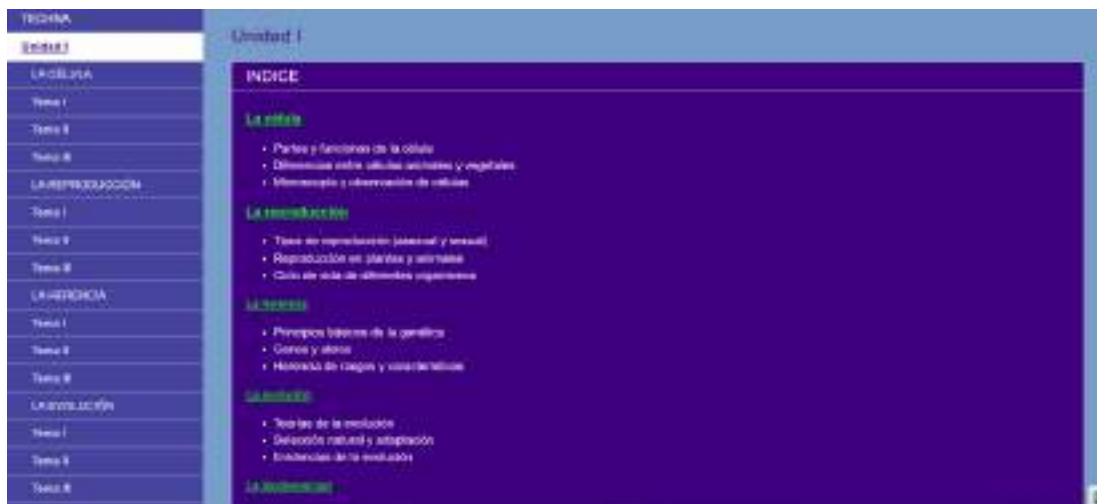 TECHNA
Unidad I
LA CÉLULA
Tema I
Tema II
Tema III
LA REPRODUCCIÓN
Tema I
Tema II
Tema III
LA HERENCIA
Tema I
Tema II
Tema III
LA EVOLUCIÓN
Tema I
Tema II
Tema III
Unidad I
INDICE
La célula
• Partes y funciones de la célula
• Diferencias entre células animales y vegetales
• Microscopio y observación de células
La reproducción
• Tipos de reproducción (asexual y sexual)
• Reproducción en plantas y animales
• Ciclo de vida de diferentes organismos
La herencia
• Principios básicos de la genética
• Genes y alelos
• Herencia de rasgos y características
La evolución
• Teorías de la evolución
• Selección natural y adaptación
• Evidencias de la evolución